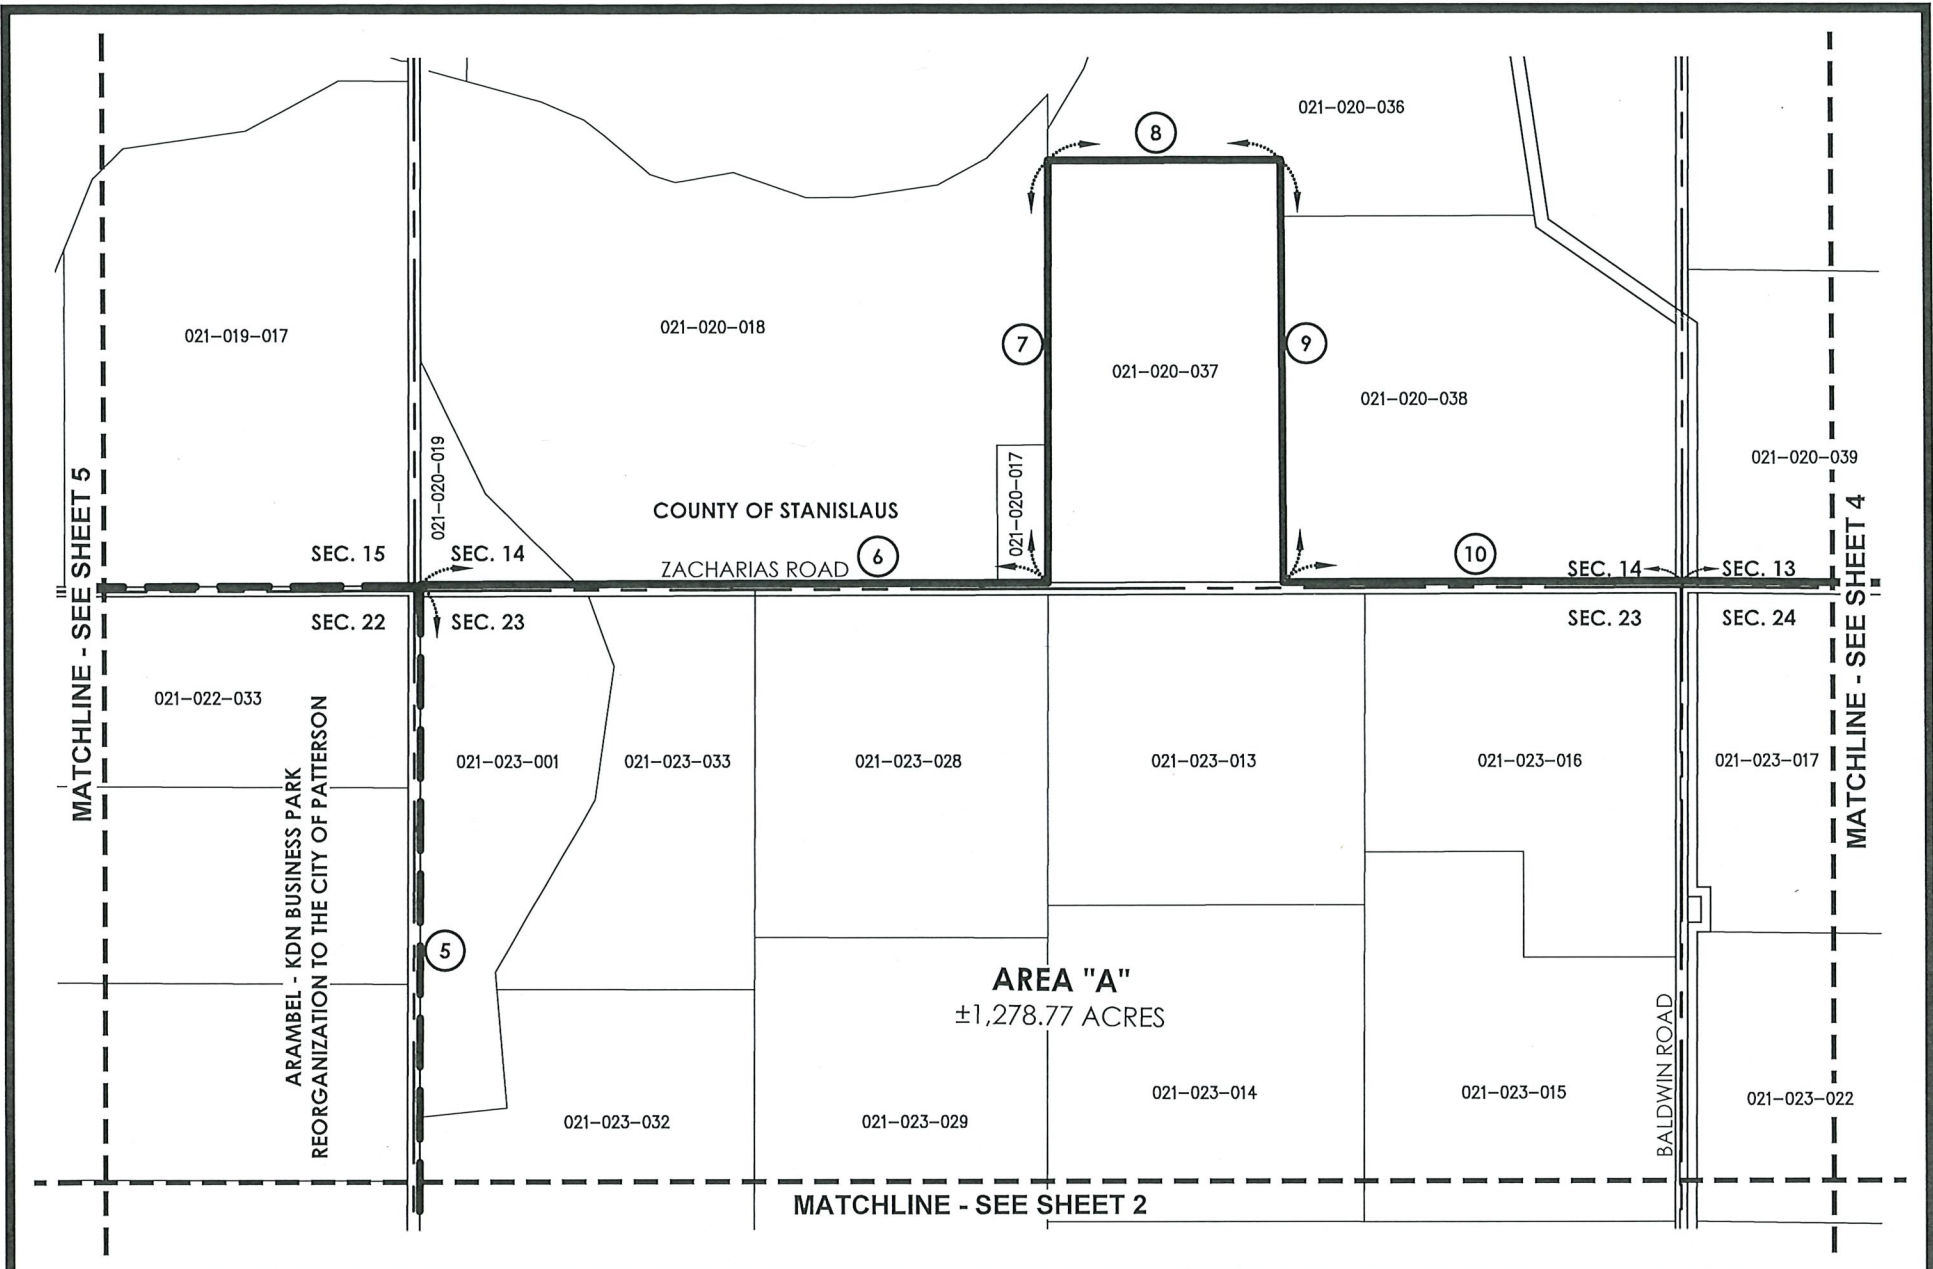 021-020-036
8
021-019-017
021-020-018
7
9
021-020-037
021-020-038
021-020-019
021-020-017
021-020-039
MATCHLINE - SEE SHEET 5
COUNTY OF STANISLAUS
SEC. 15
SEC. 14
ZACHARIAS ROAD
6
10
SEC. 14
SEC. 13
MATCHLINE - SEE SHEET 4
SEC. 22
SEC. 23
SEC. 23
SEC. 24
021-022-033
ARAMBEL - KDN BUSINESS PARK
REORGANIZATION TO THE CITY OF PATTERSON
021-023-001
021-023-033
021-023-028
021-023-013
021-023-016
021-023-017
5
AREA "A"
±1,278.77 ACRES
BALDWIN ROAD
021-023-032
021-023-029
021-023-014
021-023-015
021-023-022
MATCHLINE - SEE SHEET 2